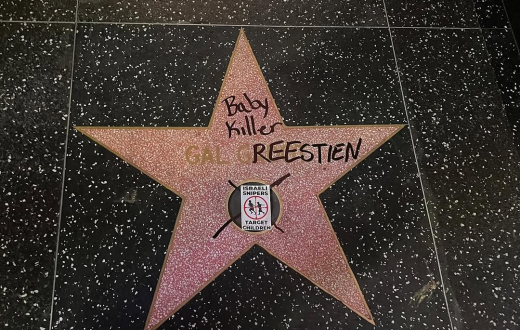 Baby
Killer
GAL GREESTIEN
ISRAELI
SNIPERS
TARGET
CHILDREN